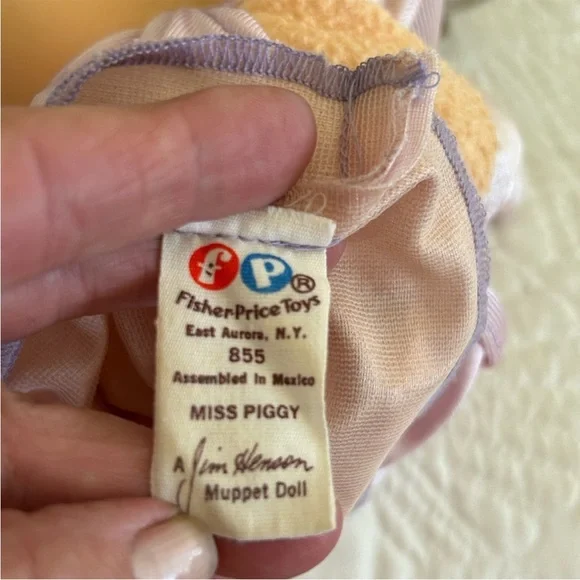 fP®
Fisher-Price Toys
East Aurora, N.Y.
855
Assembled In Mexico
MISS PIGGY
A Jim Henson
Muppet Doll